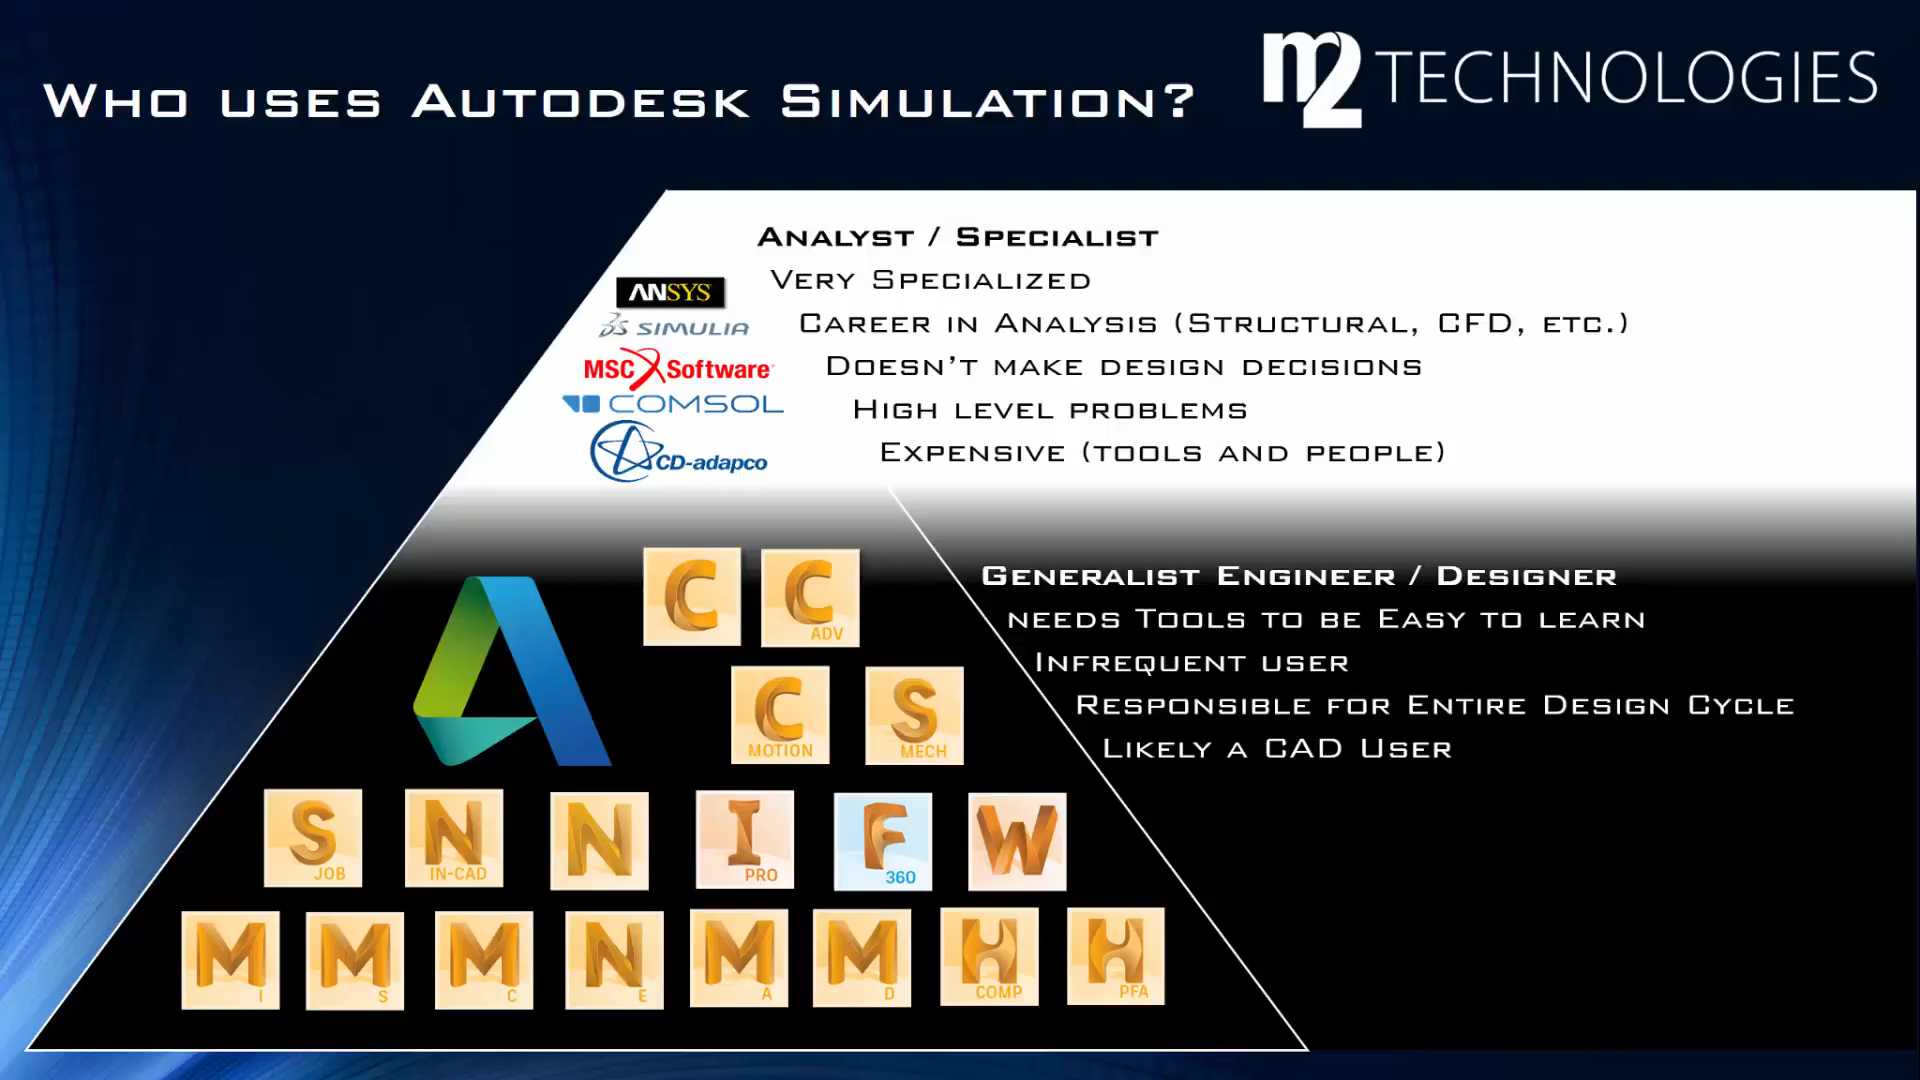 WHO USES AUTODESK SIMULATION?
m2 TECHNOLOGIES
ANALYST / SPECIALIST
VERY SPECIALIZED
CAREER IN ANALYSIS (STRUCTURAL, CFD, ETC.)
DOESN'T MAKE DESIGN DECISIONS
HIGH LEVEL PROBLEMS
EXPENSIVE (TOOLS AND PEOPLE)
ANSYS
SIMULIA
MSC Software
COMSOL
CD-adapco
GENERALIST ENGINEER / DESIGNER
NEEDS TOOLS TO BE EASY TO LEARN
INFREQUENT USER
RESPONSIBLE FOR ENTIRE DESIGN CYCLE
LIKELY A CAD USER
C
C ADV
C MOTION
S MECH
S JOB
N IN-CAD
N
I PRO
F 360
W
M I
M S
M C
N E
M A
M D
H COMP
H PFA